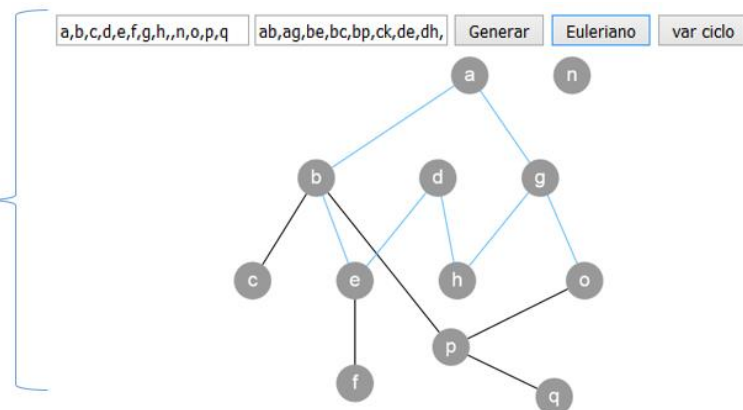 a,b,c,d,e,f,g,h,,n,o,p,q ab,ag,be,bc,bp,ck,de,dh, Generar Euleriano var ciclo
a n
b d g
c e h o
p
f q